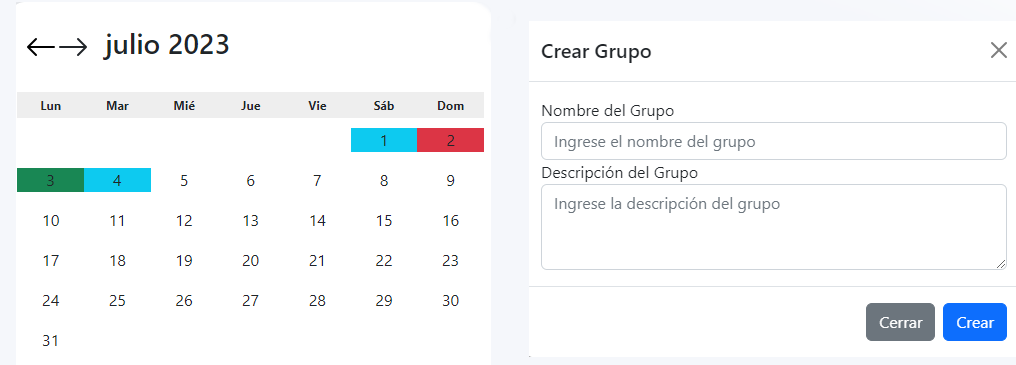 julio 2023
Lun Mar Mié Jue Vie Sáb Dom
1 2
3 4 5 6 7 8 9
10 11 12 13 14 15 16
17 18 19 20 21 22 23
24 25 26 27 28 29 30
31
Crear Grupo
Nombre del Grupo
Ingrese el nombre del grupo
Descripción del Grupo
Ingrese la descripción del grupo
Cerrar Crear